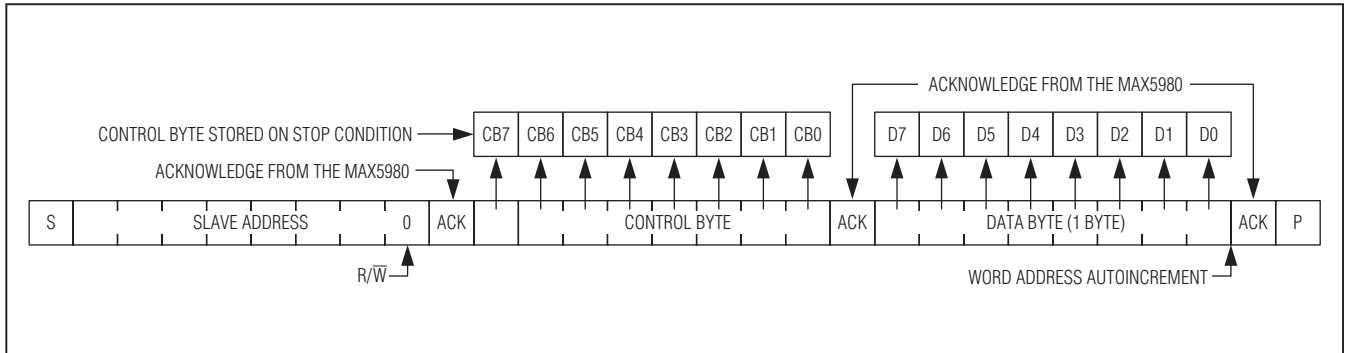 ACKNOWLEDGE FROM THE MAX5980
CONTROL BYTE STORED ON STOP CONDITION
CB7 CB6 CB5 CB4 CB3 CB2 CB1 CB0
D7 D6 D5 D4 D3 D2 D1 D0
ACKNOWLEDGE FROM THE MAX5980
S SLAVE ADDRESS 0 ACK CONTROL BYTE ACK DATA BYTE (1 BYTE) ACK P
R/W̅
WORD ADDRESS AUTOINCREMENT